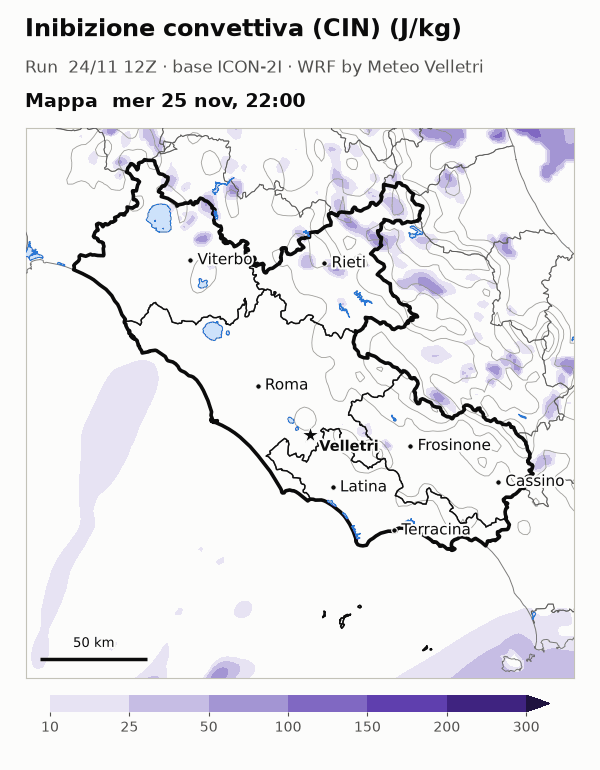 Inibizione convettiva (CIN) (J/kg)
Run  24/11 12Z · base ICON-2I · WRF by Meteo Velletri
Mappa  mer 25 nov, 22:00
Viterbo
Rieti
Roma
Velletri
Frosinone
Cassino
Latina
Terracina
50 km
10 25 50 100 150 200 300